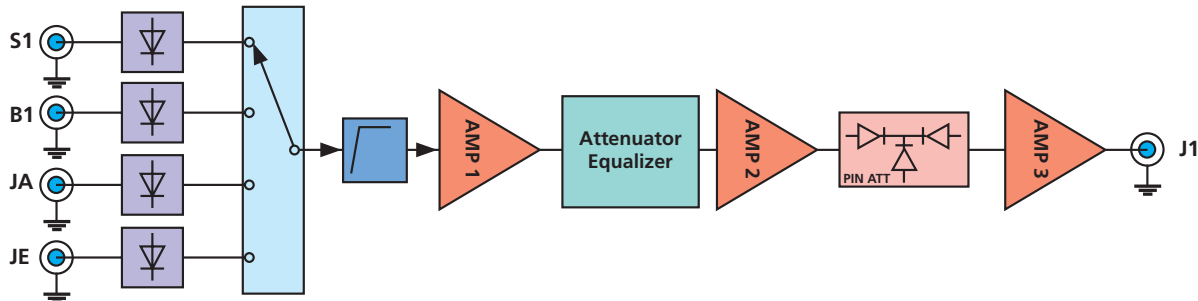 S1
B1
JA
JE
AMP 1
Attenuator
Equalizer
AMP 2
PIN ATT
AMP 3
J1